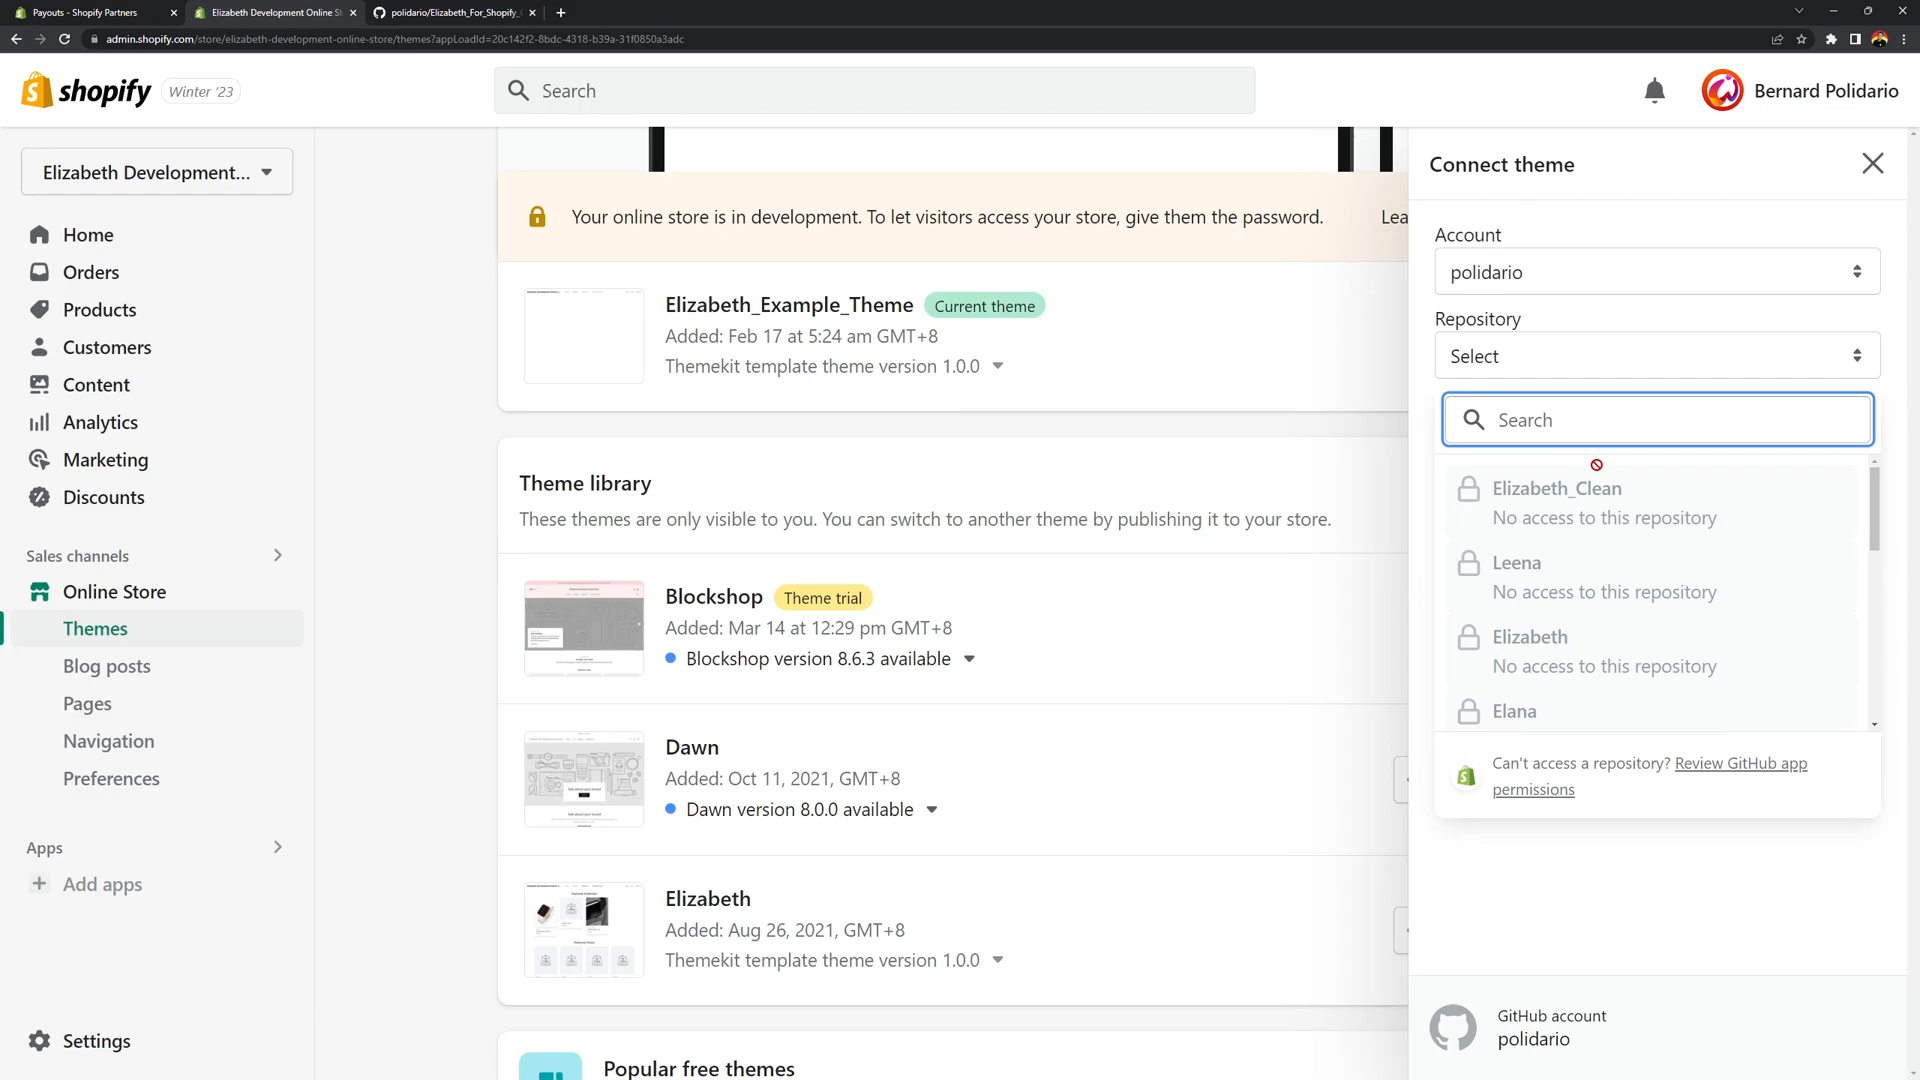 Payouts - Shopify Partners
Elizabeth Development Online St
polidario/Elizabeth_For_Shopify_
admin.shopify.com/store/elizabeth-development-online-store/themes?appLoadId=20c142f2-8bdc-4318-b39a-31f0850a3adc
shopify
Winter '23
Search
Bernard Polidario
Elizabeth Development...
Home
Orders
Products
Customers
Content
Analytics
Marketing
Discounts
Sales channels
Online Store
Themes
Blog posts
Pages
Navigation
Preferences
Apps
Add apps
Settings
Your online store is in development. To let visitors access your store, give them the password.
Lea
Elizabeth_Example_Theme
Current theme
Added: Feb 17 at 5:24 am GMT+8
Themekit template theme version 1.0.0
Theme library
These themes are only visible to you. You can switch to another theme by publishing it to your store.
Blockshop
Theme trial
Added: Mar 14 at 12:29 pm GMT+8
Blockshop version 8.6.3 available
Dawn
Added: Oct 11, 2021, GMT+8
Dawn version 8.0.0 available
Elizabeth
Added: Aug 26, 2021, GMT+8
Themekit template theme version 1.0.0
Popular free themes
Connect theme
Account
polidario
Repository
Select
Search
Elizabeth_Clean
No access to this repository
Leena
No access to this repository
Elizabeth
No access to this repository
Elana
Can't access a repository? Review GitHub app
permissions
GitHub account
polidario